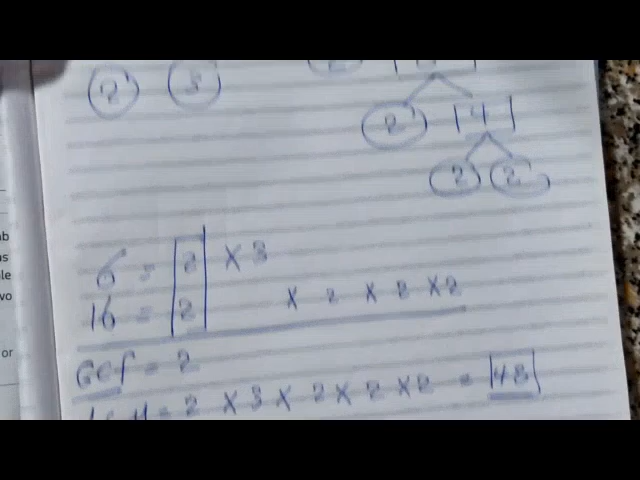 2 3
2 4
2 2
6 = 2 × 3
16 = 2 × 2 × 2 × 2
GCF = 2
= 2 × 3 × 2 × 2 × 2 = 48
or